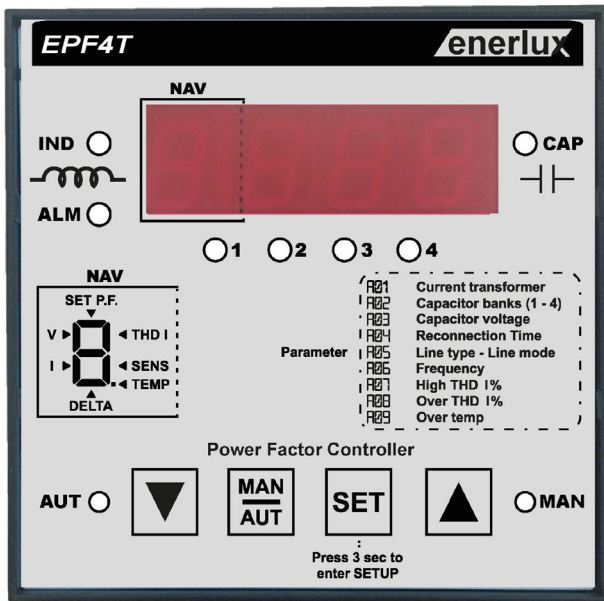 EPF4T enerlux
NAV
IND CAP
ALM
1 2 3 4
NAV
SET P.F.
V THD I
I SENS
TEMP
DELTA
Parameter
A01 Current transformer
A02 Capacitor banks (1 - 4)
A03 Capacitor voltage
A04 Reconnection Time
A05 Line type - Line mode
A06 Frequency
A07 High THD I%
A08 Over THD I%
A09 Over temp
Power Factor Controller
AUT MAN AUT SET MAN
Press 3 sec to
enter SETUP